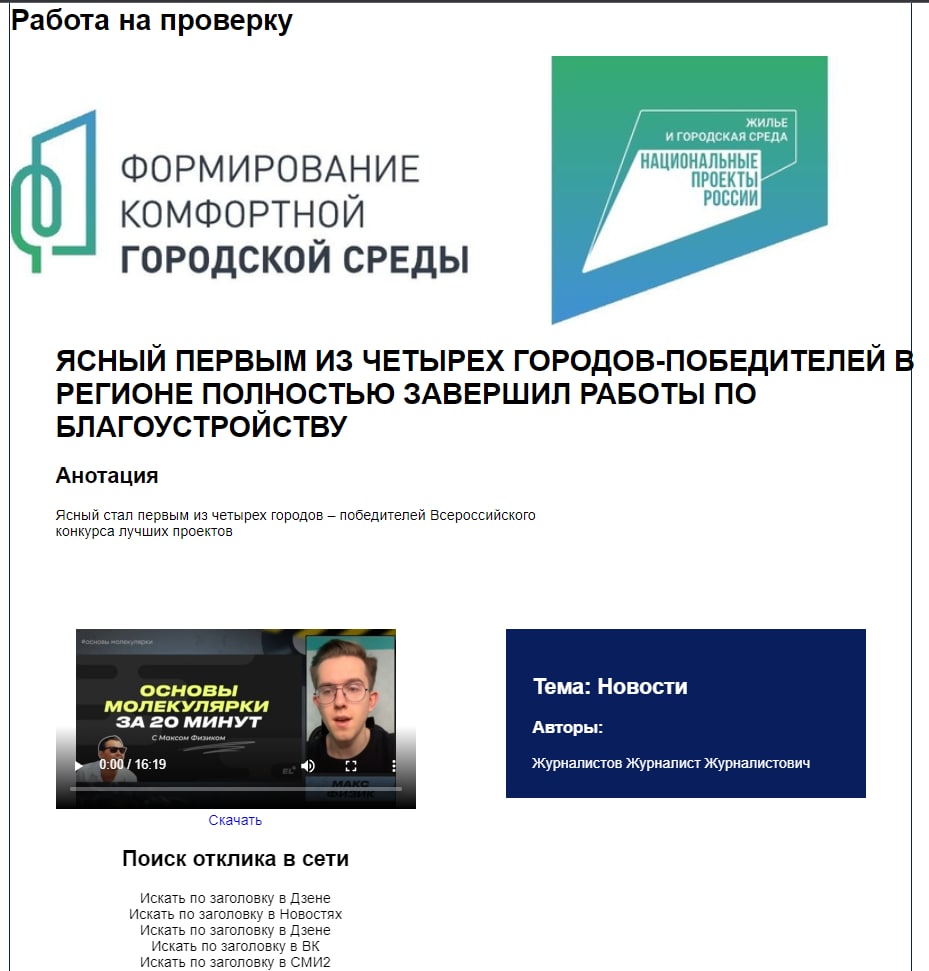 Работа на проверку
ФОРМИРОВАНИЕ
КОМФОРТНОЙ
ГОРОДСКОЙ СРЕДЫ
ЖИЛЬЕ
И ГОРОДСКАЯ СРЕДА
НАЦИОНАЛЬНЫЕ
ПРОЕКТЫ
РОССИИ
ЯСНЫЙ ПЕРВЫМ ИЗ ЧЕТЫРЕХ ГОРОДОВ-ПОБЕДИТЕЛЕЙ В
РЕГИОНЕ ПОЛНОСТЬЮ ЗАВЕРШИЛ РАБОТЫ ПО
БЛАГОУСТРОЙСТВУ
Анотация
Ясный стал первым из четырех городов – победителей Всероссийского
конкурса лучших проектов
#основы молекулярки
ОСНОВЫ
МОЛЕКУЛЯРКИ
ЗА 20 МИНУТ
С Максом Физиком
0:00 / 16:19
EL
МАКС
ФИЗИК
Скачать
Тема: Новости
Авторы:
Журналистов Журналист Журналистович
Поиск отклика в сети
Искать по заголовку в Дзене
Искать по заголовку в Новостях
Искать по заголовку в Дзене
Искать по заголовку в ВК
Искать по заголовку в СМИ2